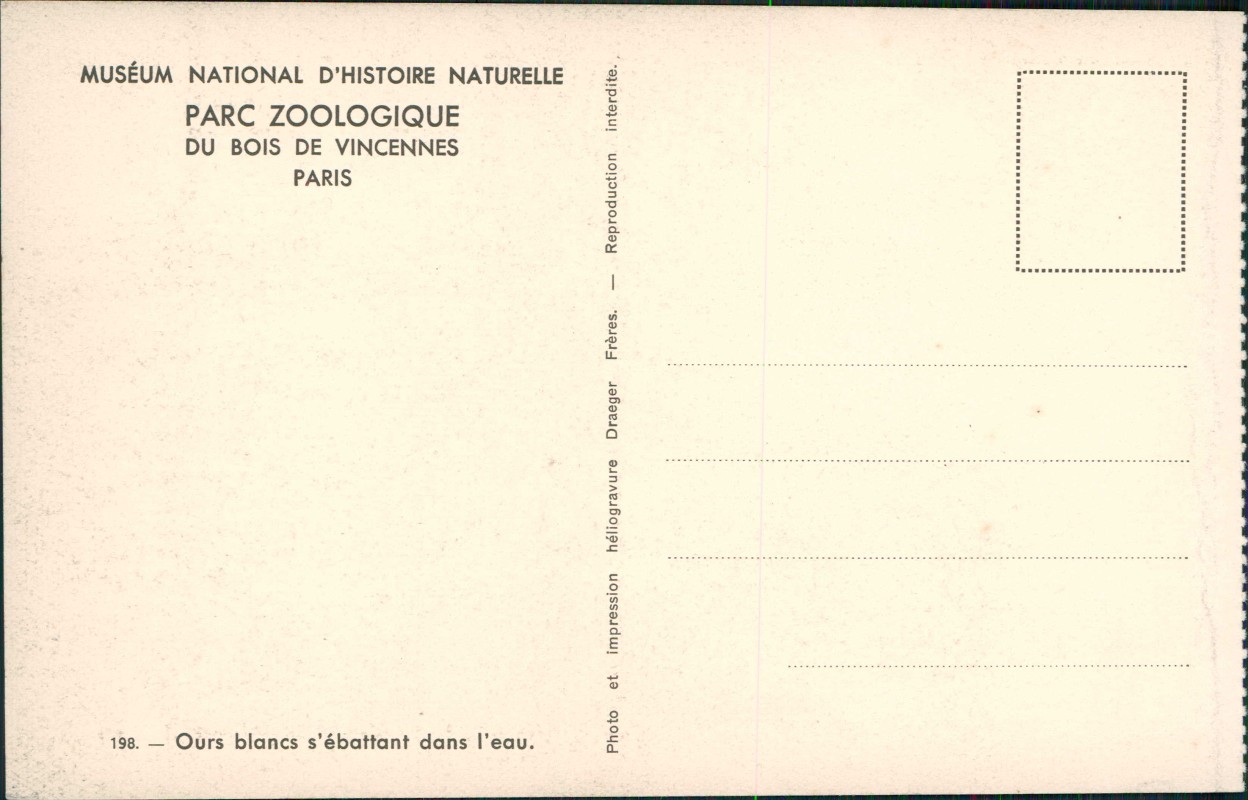 MUSÉUM NATIONAL D'HISTOIRE NATURELLE
PARC ZOOLOGIQUE
DU BOIS DE VINCENNES
PARIS
198. — Ours blancs s'ébattant dans l'eau.
Photo et impression héliogravure Draeger Frères. — Reproduction interdite.